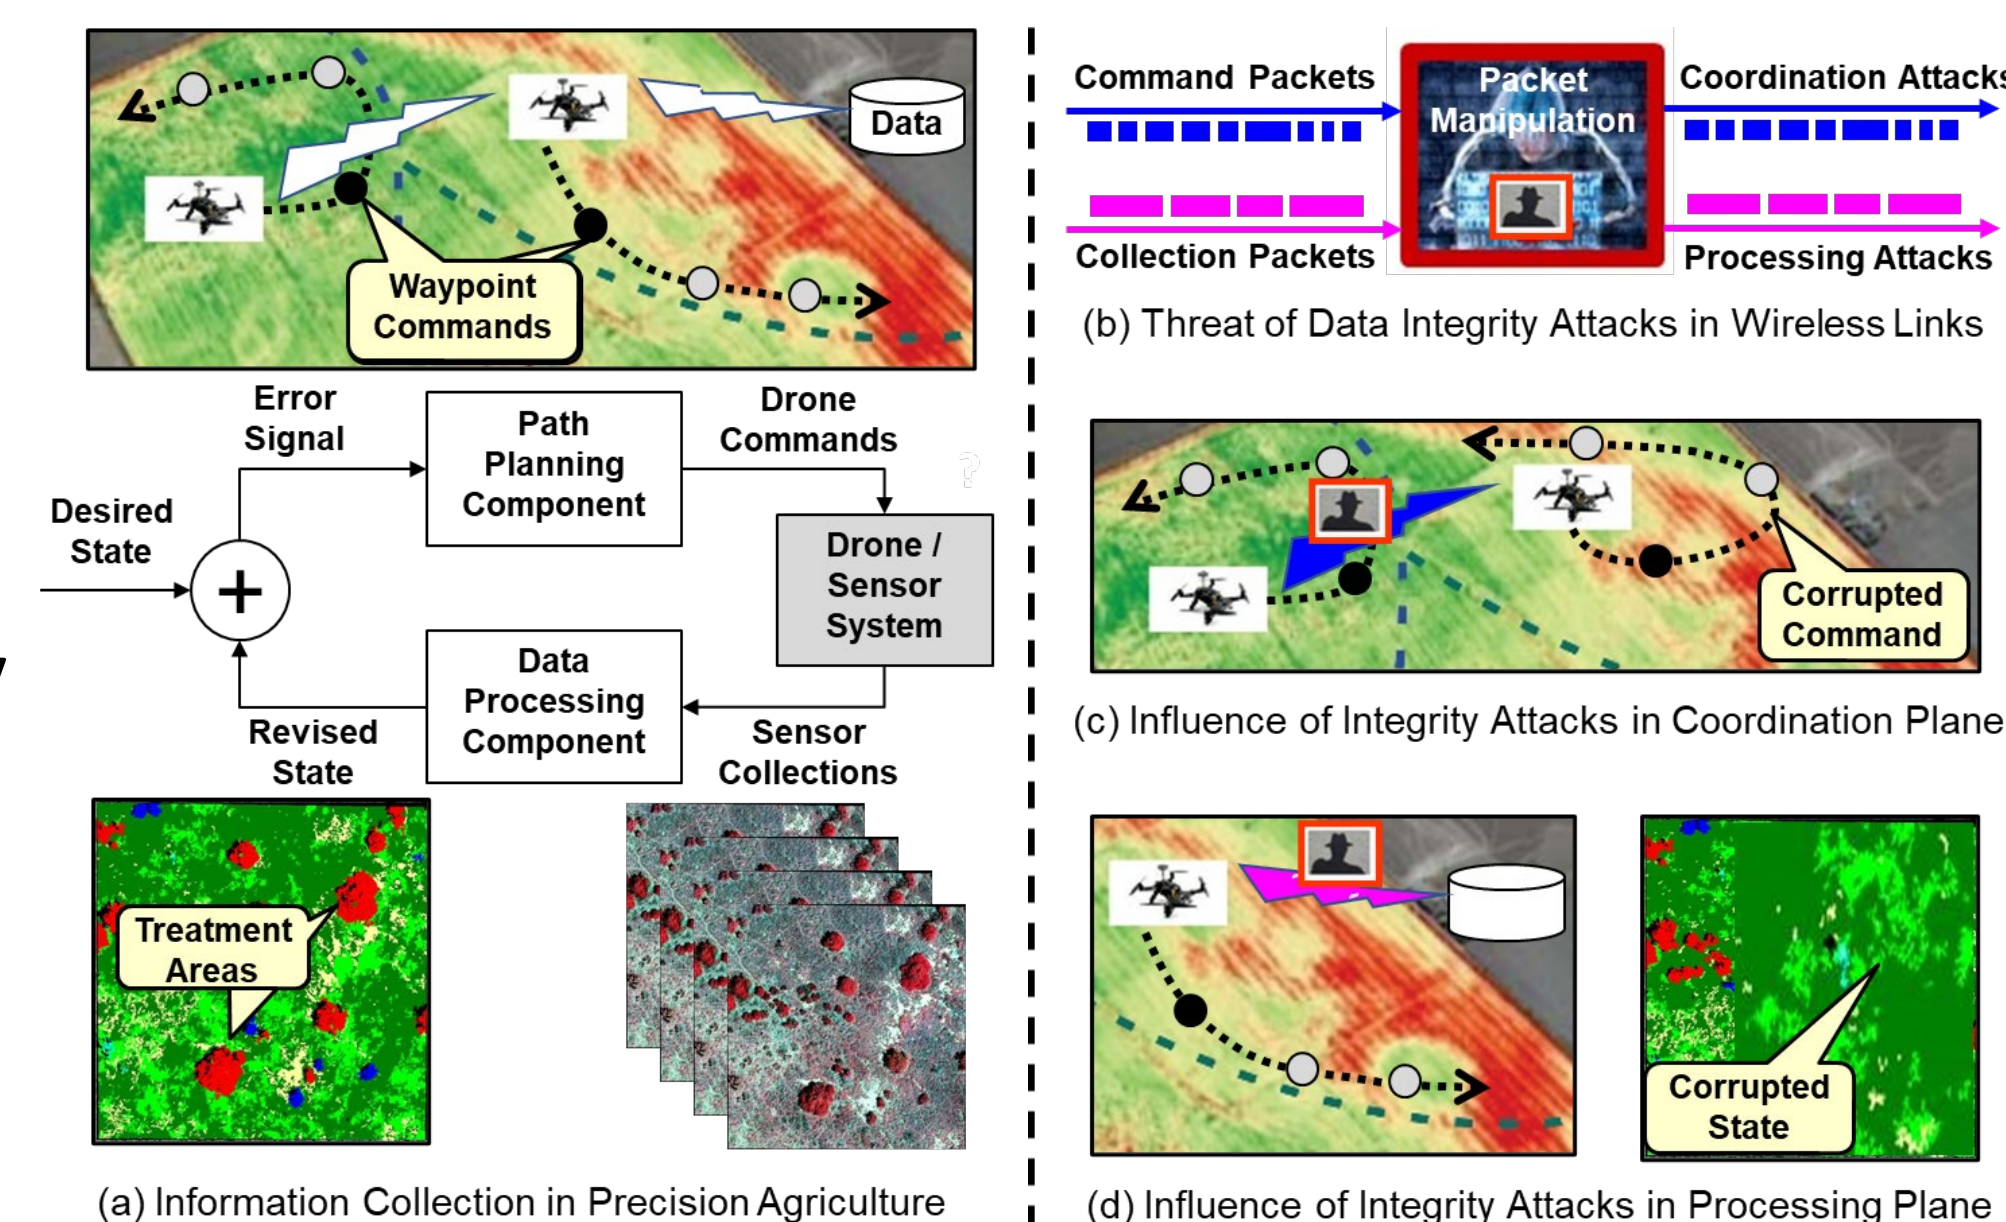 Data
Waypoint
Commands
Error
Signal
Path
Planning
Component
Drone
Commands
?
Desired
State
+
Drone /
Sensor
System
Data
Processing
Component
Revised
State
Sensor
Collections
Treatment
Areas
(a) Information Collection in Precision Agriculture
Command Packets
Packet
Manipulation
Coordination Attacks
Collection Packets
Processing Attacks
(b) Threat of Data Integrity Attacks in Wireless Links
Corrupted
Command
(c) Influence of Integrity Attacks in Coordination Plane
Corrupted
State
(d) Influence of Integrity Attacks in Processing Plane